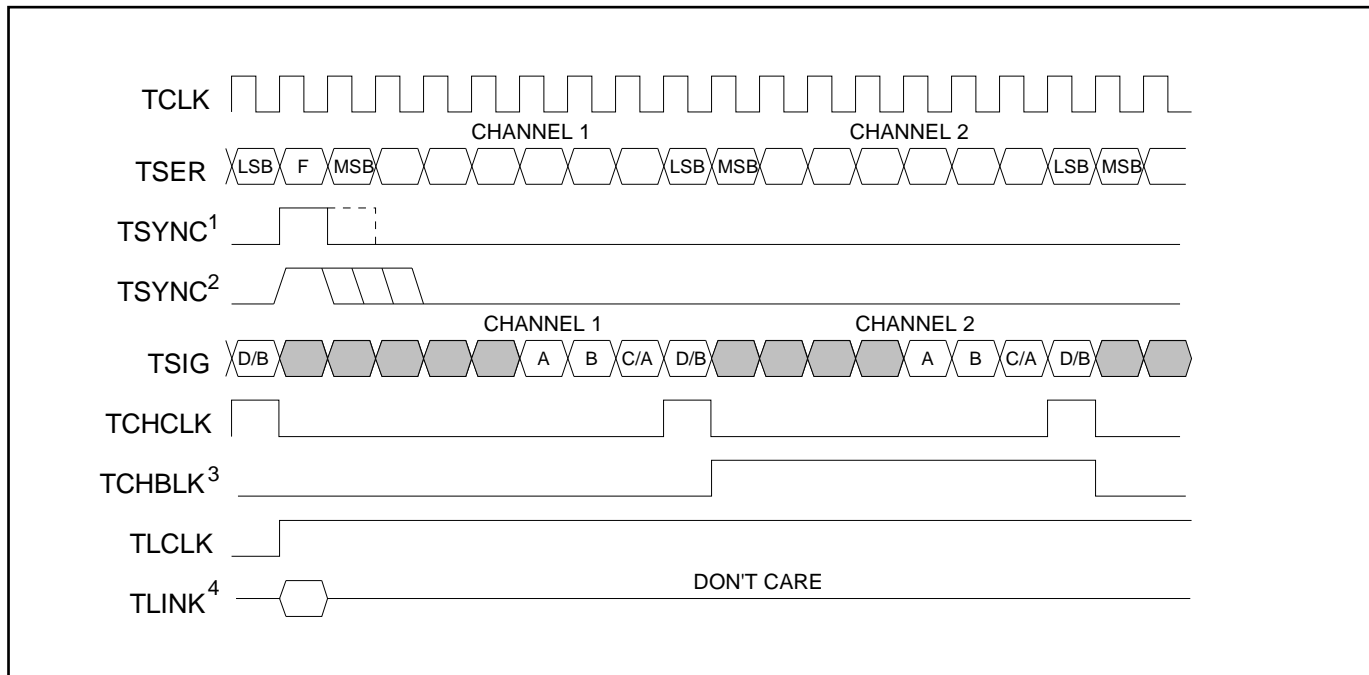 TCLK
CHANNEL 1 CHANNEL 2
TSER LSB F MSB LSB MSB LSB MSB
TSYNC1
TSYNC2
CHANNEL 1 CHANNEL 2
TSIG D/B A B C/A D/B A B C/A D/B
TCHCLK
TCHBLK3
TLCLK
DON'T CARE
TLINK4